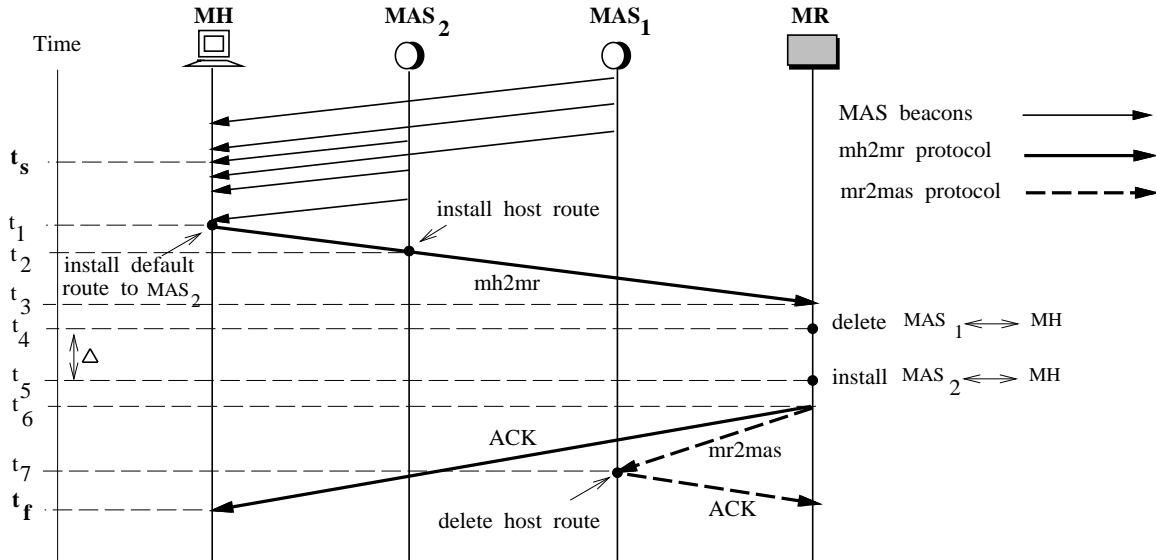 MH
MAS2
MAS1
MR
Time
MAS beacons
mh2mr protocol
mr2mas protocol
ts
t1
install host route
t2
install default
route to MAS2
mh2mr
t3
t4
delete MAS1 MH
Δ
t5
install MAS2 MH
t6
ACK
mr2mas
t7
tf
delete host route
ACK